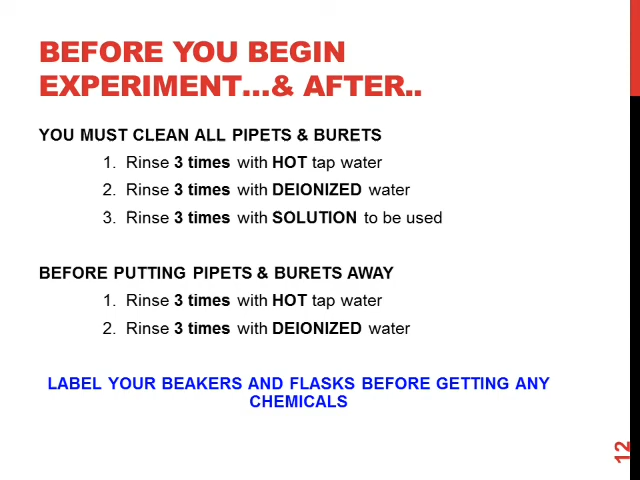 BEFORE YOU BEGIN
EXPERIMENT...& AFTER..
YOU MUST CLEAN ALL PIPETS & BURETS
1. Rinse 3 times with HOT tap water
2. Rinse 3 times with DEIONIZED water
3. Rinse 3 times with SOLUTION to be used
BEFORE PUTTING PIPETS & BURETS AWAY
1. Rinse 3 times with HOT tap water
2. Rinse 3 times with DEIONIZED water
LABEL YOUR BEAKERS AND FLASKS BEFORE GETTING ANY
CHEMICALS
12